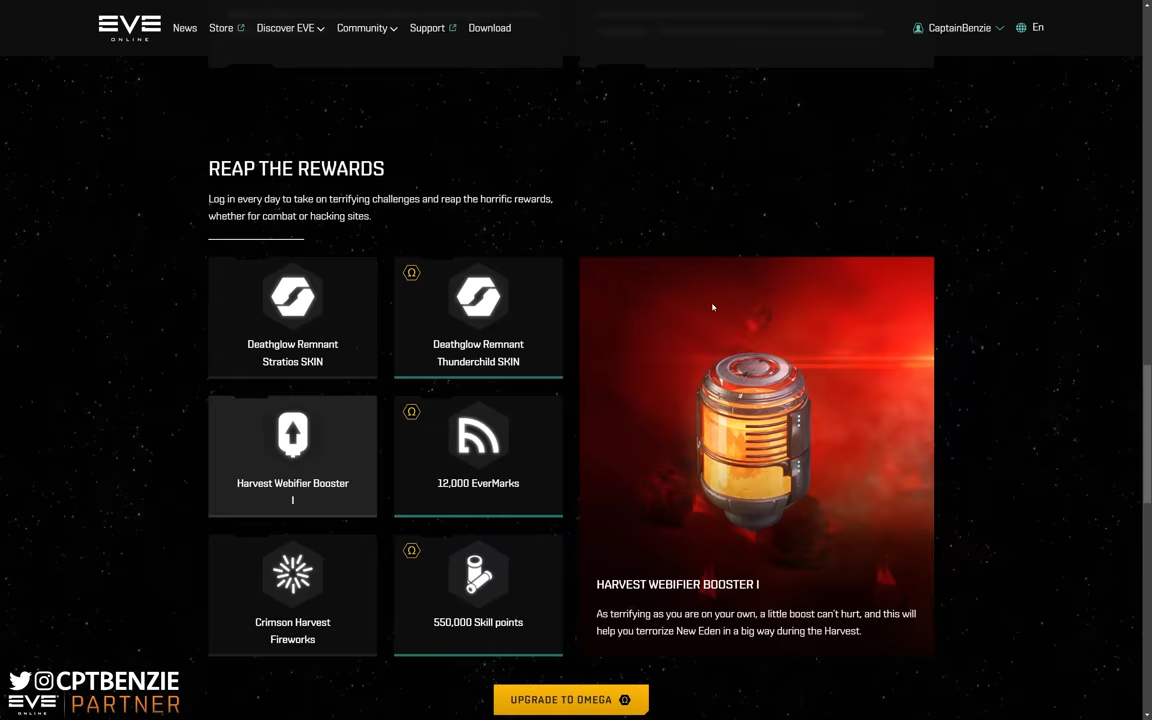 EVE
ONLINE
News
Store
Discover EVE
Community
Support
Download
CaptainBenzie
En
REAP THE REWARDS
Log in every day to take on terrifying challenges and reap the horrific rewards,
whether for combat or hacking sites.
Deathglow Remnant
Stratios SKIN
Ω
Deathglow Remnant
Thunderchild SKIN
Harvest Webifier Booster
I
Ω
12,000 EverMarks
Crimson Harvest
Fireworks
Ω
550,000 Skill points
HARVEST WEBIFIER BOOSTER I
As terrifying as you are on your own, a little boost can't hurt, and this will
help you terrorize New Eden in a big way during the Harvest.
UPGRADE TO OMEGA Ω
CPTBENZIE
EVE
ONLINE
PARTNER